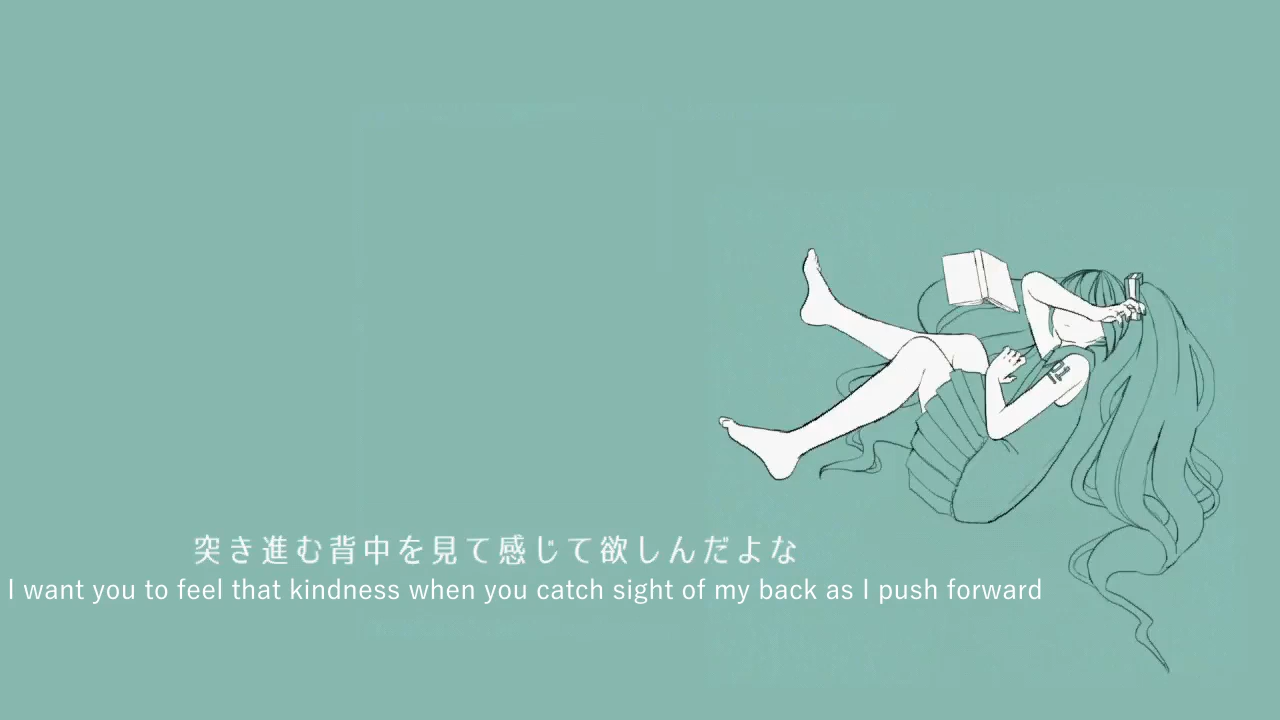 突き進む背中を見て感じて欲しんだよな
I want you to feel that kindness when you catch sight of my back as I push forward
01